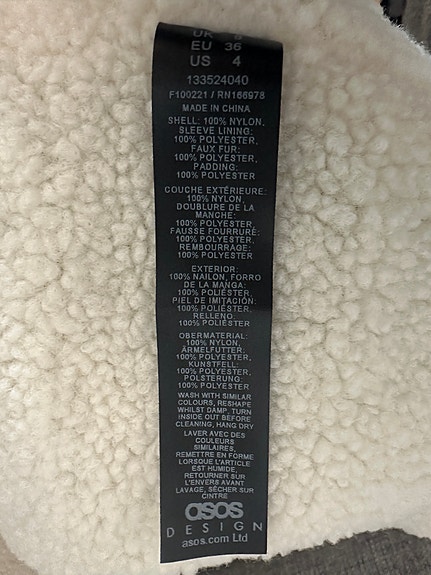 UK 8
EU 36
US 4
133524040
F100221 / RN166978
MADE IN CHINA
SHELL: 100% NYLON,
SLEEVE LINING:
100% POLYESTER,
FAUX FUR:
100% POLYESTER,
PADDING:
100% POLYESTER
COUCHE EXTÉRIEURE:
100% NYLON,
DOUBLURE DE LA
MANCHE:
100% POLYESTER,
FAUSSE FOURRURE:
100% POLYESTER,
REMBOURRAGE:
100% POLYESTER
EXTERIOR:
100% NAILON, FORRO
DE LA MANGA:
100% POLIÉSTER,
PIEL DE IMITACIÓN:
100% POLIÉSTER,
RELLENO:
100% POLIÉSTER
OBERMATERIAL:
100% NYLON,
ÄRMELFUTTER:
100% POLYESTER,
KUNSTFELL:
100% POLYESTER,
POLSTERUNG:
100% POLYESTER
WASH WITH SIMILAR
COLOURS, RESHAPE
WHILST DAMP, TURN
INSIDE OUT BEFORE
CLEANING, HANG DRY
LAVER AVEC DES
COULEURS
SIMILAIRES,
REMETTRE EN FORME
LORSQUE L'ARTICLE
EST HUMIDE,
RETOURNER SUR
L'ENVERS AVANT
LAVAGE, SÉCHER SUR
CINTRE
asos
DESIGN
asos.com Ltd